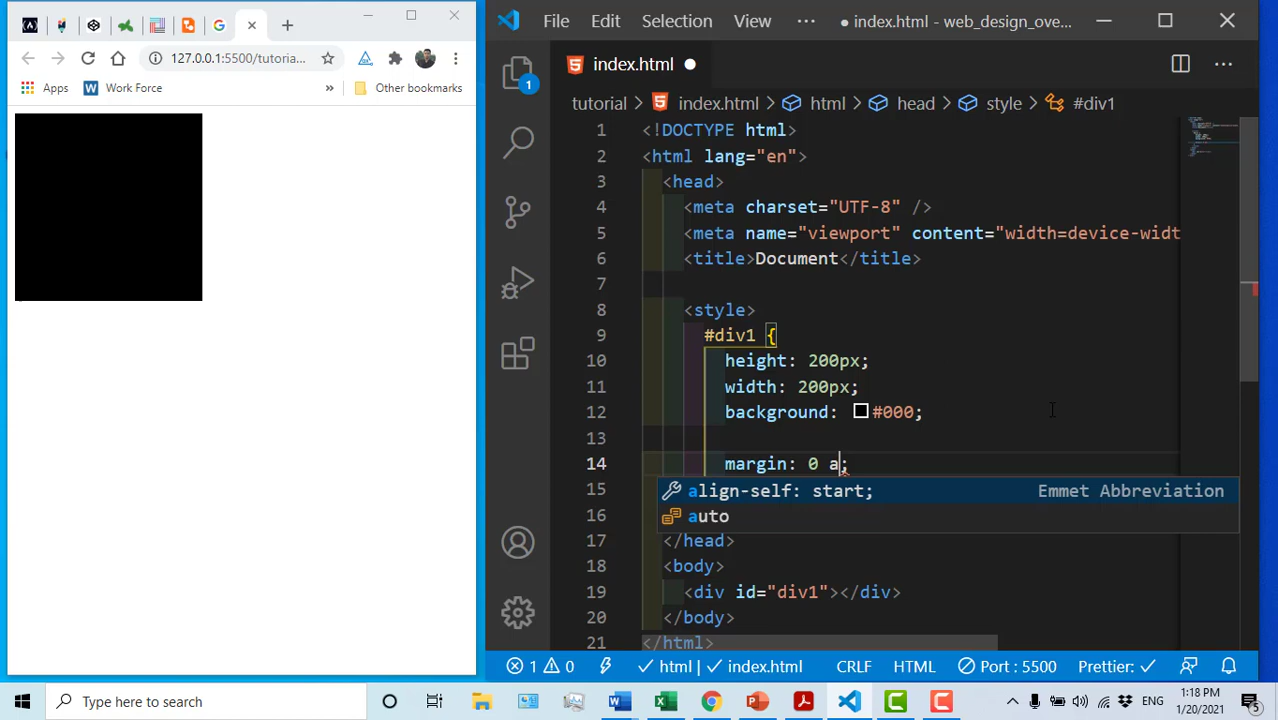 File Edit Selection View ··· ● index.html - web_design_ove...
127.0.0.1:5500/tutoria...
Apps Work Force » Other bookmarks
index.html ●
1
tutorial > index.html > html > head > style > #div1
1 <!DOCTYPE html>
2 <html lang="en">
3 <head>
4 <meta charset="UTF-8" />
5 <meta name="viewport" content="width=device-widt
6 <title>Document</title>
7
8 <style>
9 #div1 {
10 height: 200px;
11 width: 200px;
12 background: #000;
13
14 margin: 0 a;
15 align-self: start; Emmet Abbreviation
16 auto
17 </head>
18 <body>
19 <div id="div1"></div>
20 </body>
21 </html>
1 0 html | index.html CRLF HTML Port : 5500 Prettier:
Type here to search
1:18 PM
1/20/2021
5